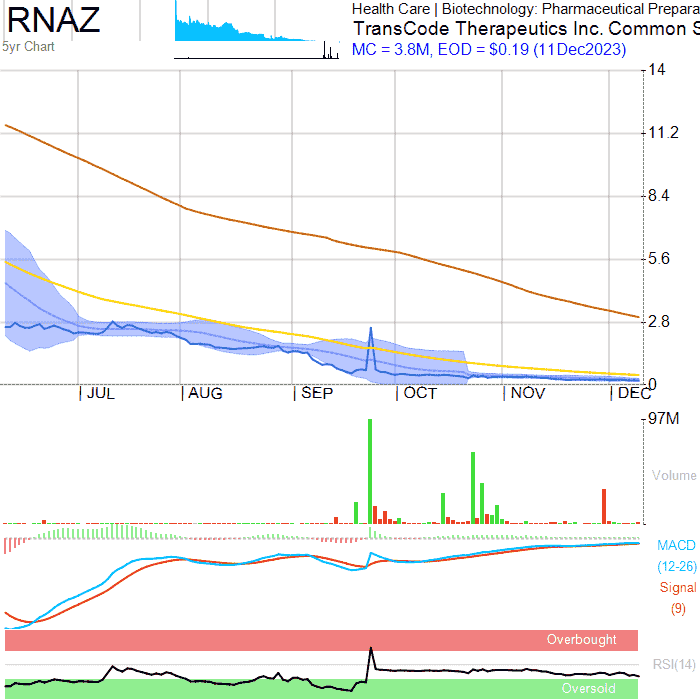 RNAZ
5yr Chart
Health Care | Biotechnology: Pharmaceutical Prepara
TransCode Therapeutics Inc. Common S
MC = 3.8M, EOD = $0.19 (11Dec2023)
14
11.2
8.4
5.6
2.8
0
JUL AUG SEP OCT NOV DEC
97M
Volume
MACD
(12-26)
Signal
(9)
Overbought
RSI(14)
Oversold